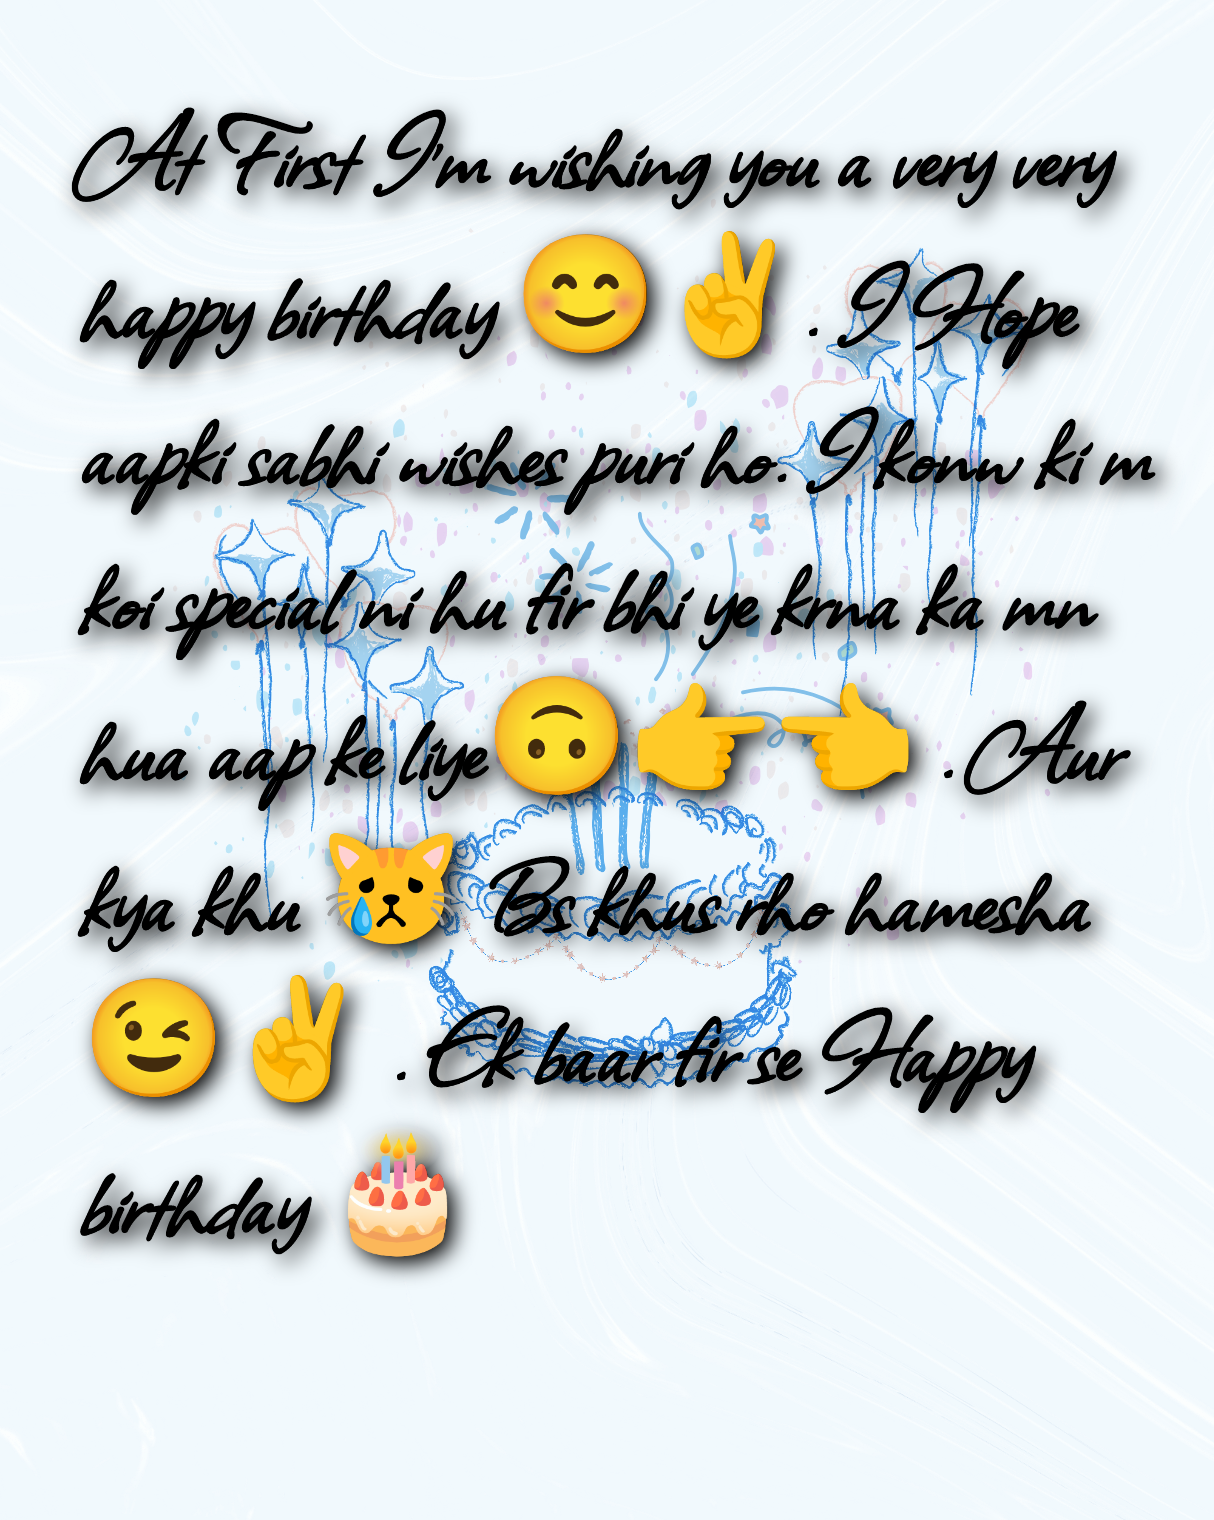 At First I'm wishing you a very very
happy birthday 😊 ✌️ . I Hope
aapki sabhi wishes puri ho. I konw ki m
koi special ni hu fir bhi ye krna ka mn
hua aap ke liye🙃 👉👈 . Aur
kya khu 😿 Bs khus rho hamesha
😉 ✌️ . Ek baar fir se Happy
birthday 🎂